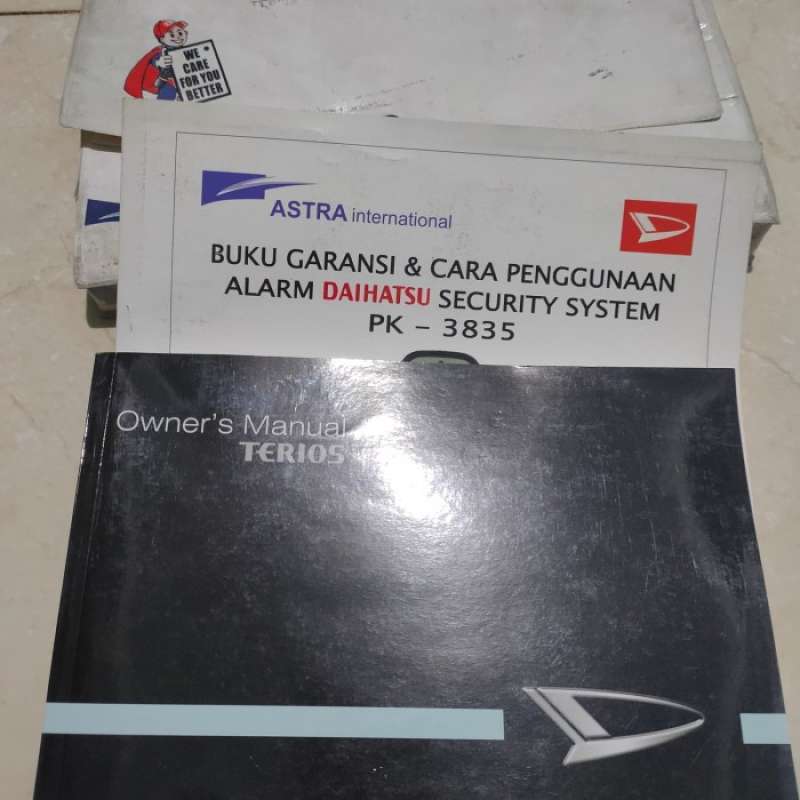 WE
CARE
FOR YOU
BETTER
ASTRA international
BUKU GARANSI & CARA PENGGUNAAN
ALARM DAIHATSU SECURITY SYSTEM
PK – 3835
Owner's Manual
TERIOS